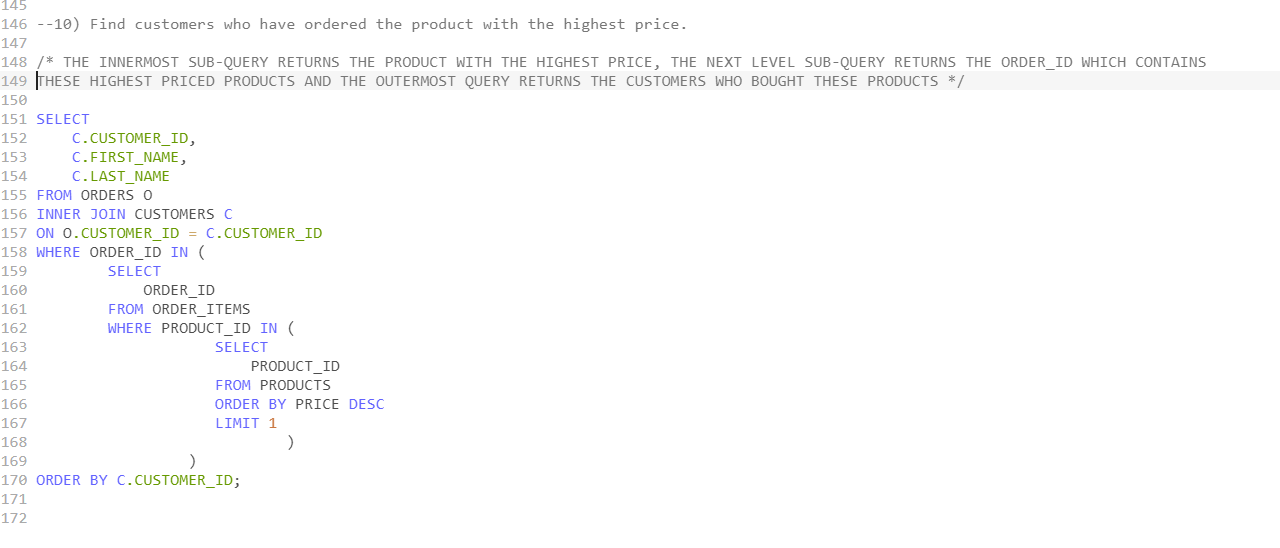 145
146 --10) Find customers who have ordered the product with the highest price.
147
148 /* THE INNERMOST SUB-QUERY RETURNS THE PRODUCT WITH THE HIGHEST PRICE, THE NEXT LEVEL SUB-QUERY RETURNS THE ORDER_ID WHICH CONTAINS
149 THESE HIGHEST PRICED PRODUCTS AND THE OUTERMOST QUERY RETURNS THE CUSTOMERS WHO BOUGHT THESE PRODUCTS */
150
151 SELECT
152     C.CUSTOMER_ID,
153     C.FIRST_NAME,
154     C.LAST_NAME
155 FROM ORDERS O
156 INNER JOIN CUSTOMERS C
157 ON O.CUSTOMER_ID = C.CUSTOMER_ID
158 WHERE ORDER_ID IN (
159         SELECT
160             ORDER_ID
161         FROM ORDER_ITEMS
162         WHERE PRODUCT_ID IN (
163                     SELECT
164                         PRODUCT_ID
165                     FROM PRODUCTS
166                     ORDER BY PRICE DESC
167                     LIMIT 1
168                             )
169                  )
170 ORDER BY C.CUSTOMER_ID;
171
172